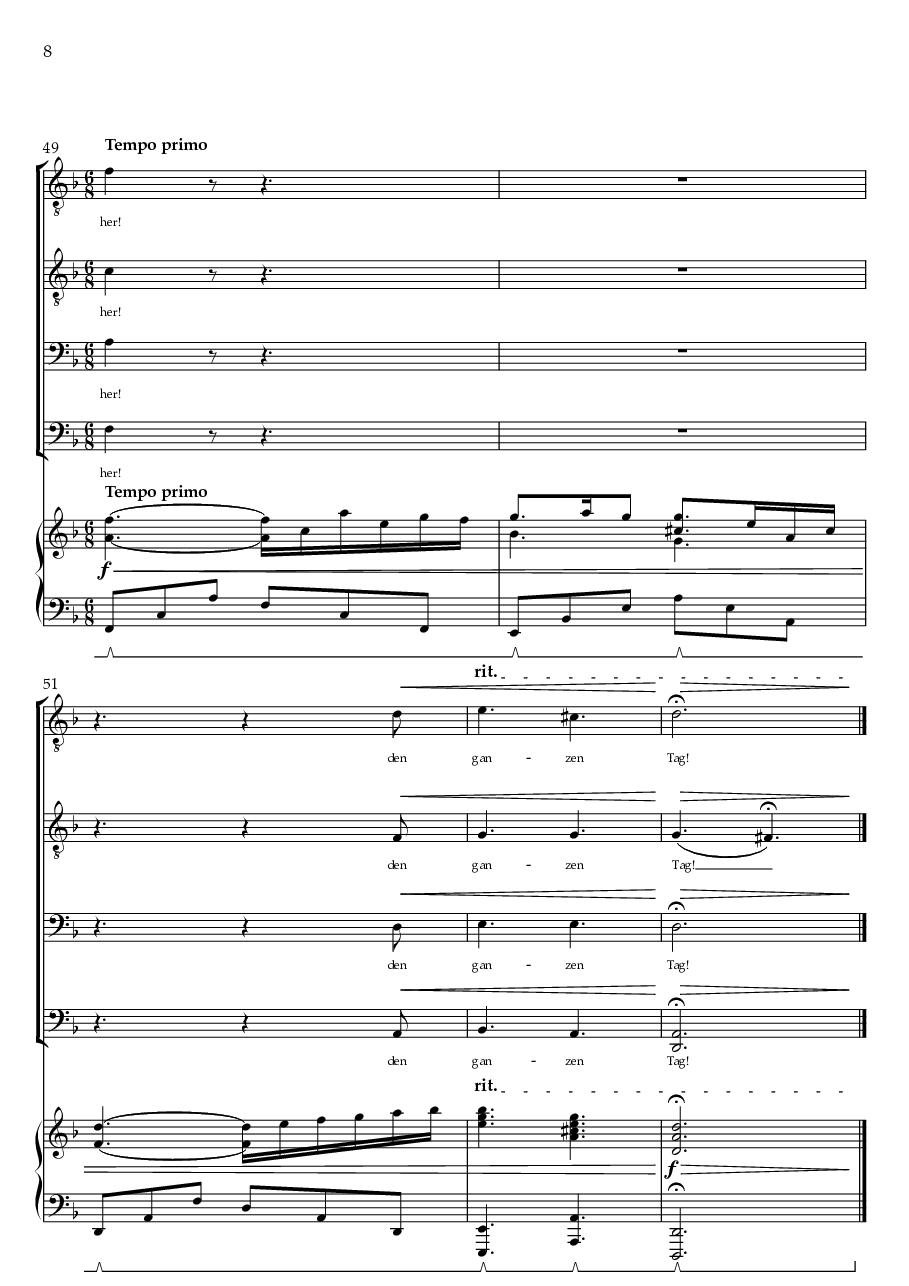 8
49
Tempo primo
her!
her!
her!
her!
Tempo primo
f
51
rit.
den gan - zen Tag!
den gan - zen Tag!
den gan - zen Tag!
den gan - zen Tag!
rit.
f